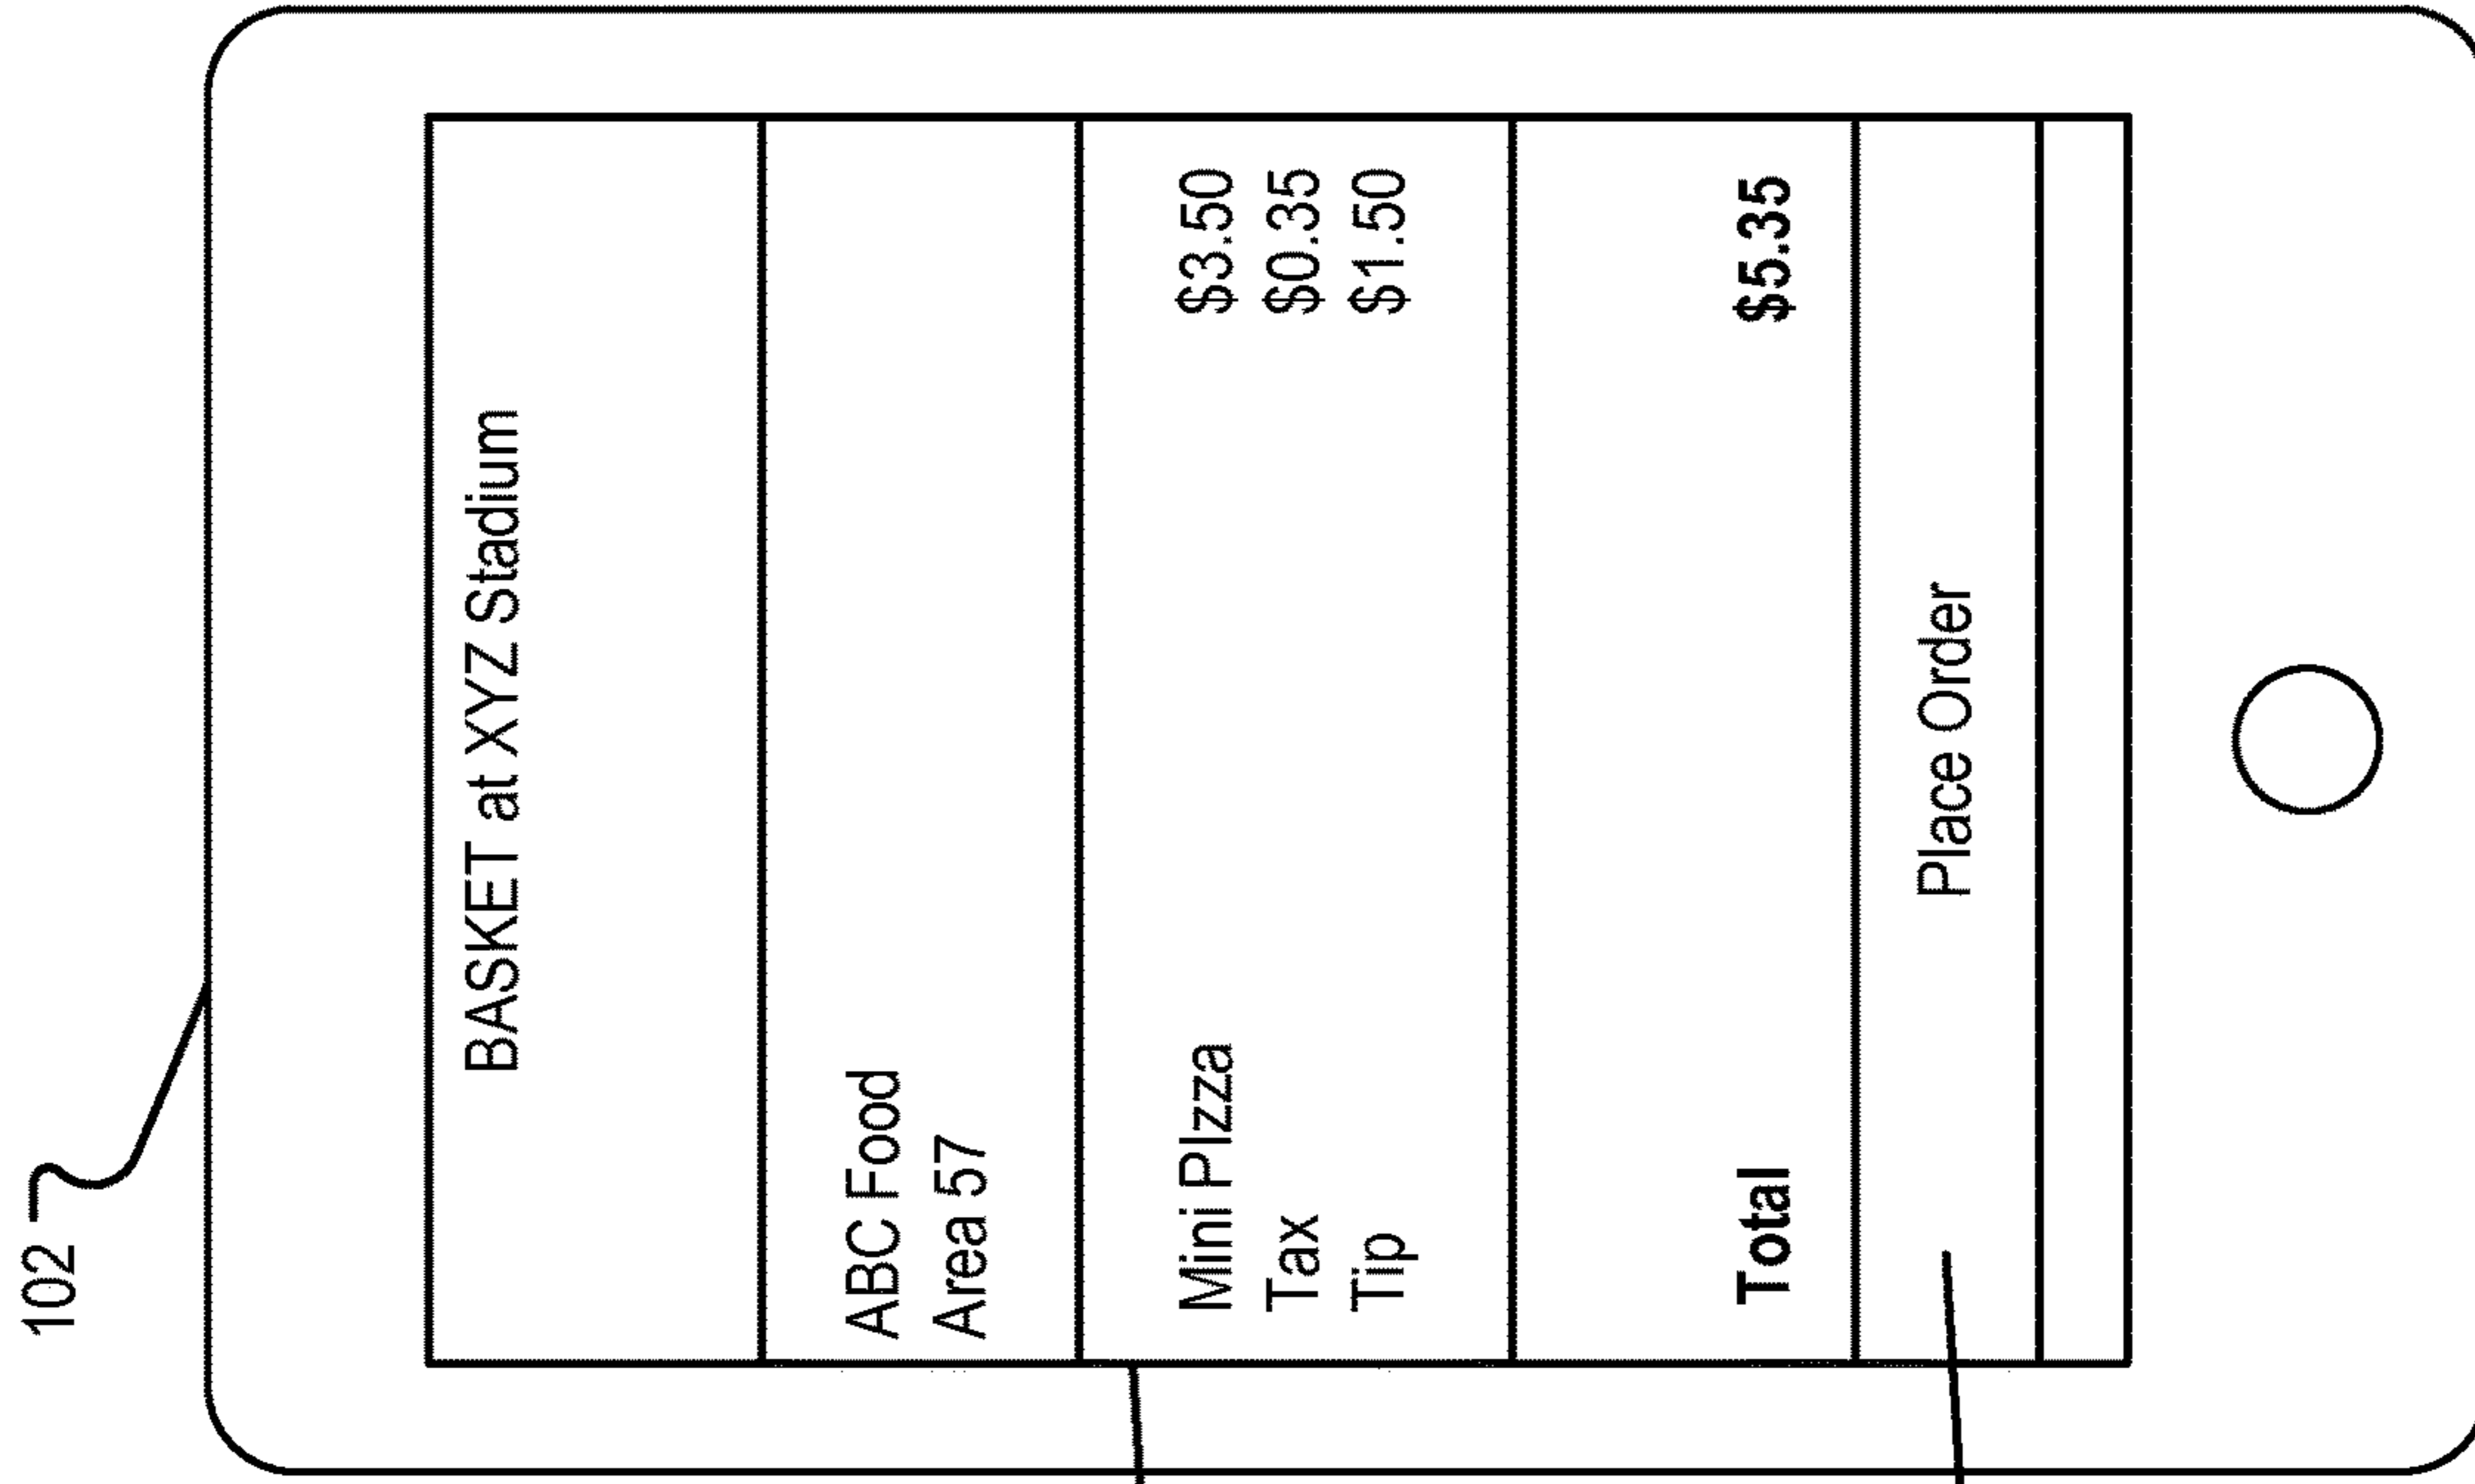 102
BASKET at XYZ Stadium
ABC Food
Area 57
Mini PIzza $3.50
Tax $0.35
Tip $1.50
Total $5.35
Place Order